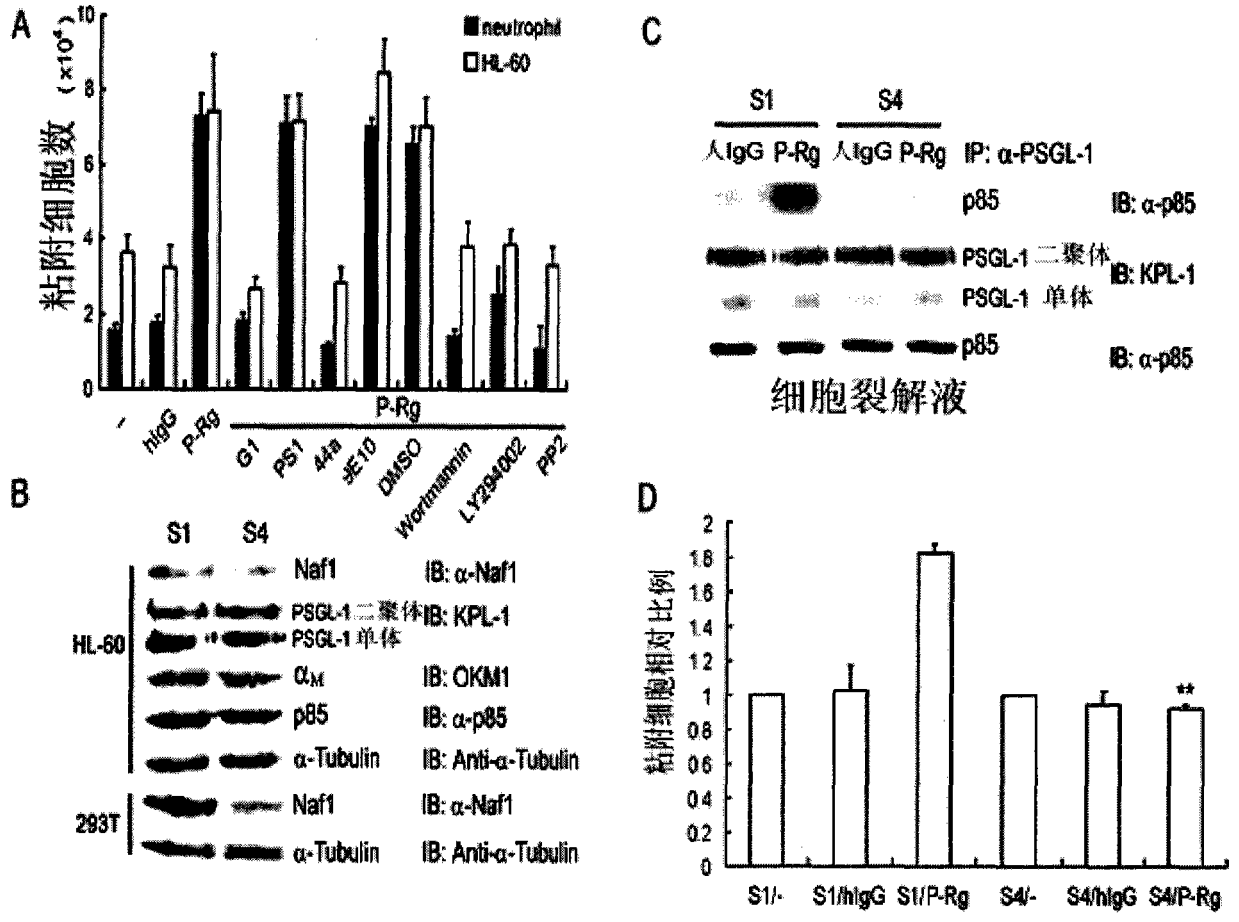 A
粘附细胞数 (×10⁴)
10
8
6
4
2
0
neutrophil
HL-60
-
hIgG
P-Rg
G1
PS1
44a
9E10
DMSO
Wortmannin
LY294002
PP2
P-Rg
B
S1 S4
HL-60
Naf1 IB: α-Naf1
PSGL-1 二聚体 IB: KPL-1
PSGL-1 单体
αM IB: OKM1
p85 IB: α-p85
α-Tubulin IB: Anti-α-Tubulin
293T
Naf1 IB: α-Naf1
α-Tubulin IB: Anti-α-Tubulin
C
S1 S4
人IgG P-Rg 人IgG P-Rg IP: α-PSGL-1
p85 IB: α-p85
PSGL-1 二聚体 IB: KPL-1
PSGL-1 单体
p85 IB: α-p85
细胞裂解液
D
粘附细胞相对比例
2
1.8
1.6
1.4
1.2
1
0.8
0.6
0.4
0.2
0
**
S1/- S1/hIgG S1/P-Rg S4/- S4/hIgG S4/P-Rg